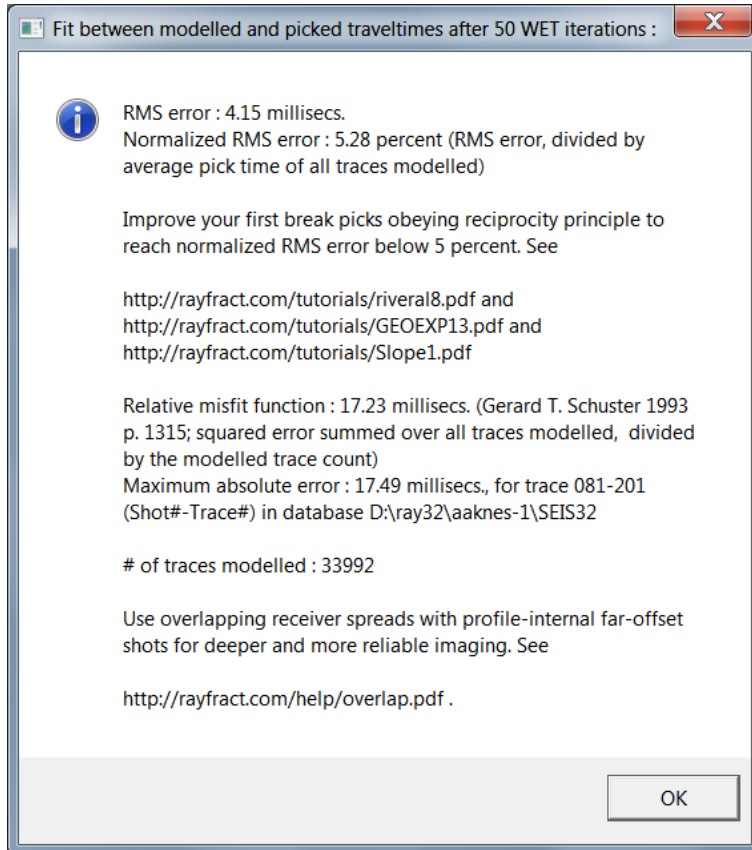 Fit between modelled and picked traveltimes after 50 WET iterations :
RMS error : 4.15 millisecs.
Normalized RMS error : 5.28 percent (RMS error, divided by
average pick time of all traces modelled)
Improve your first break picks obeying reciprocity principle to
reach normalized RMS error below 5 percent. See
http://rayfract.com/tutorials/riveral8.pdf and
http://rayfract.com/tutorials/GEOEXP13.pdf and
http://rayfract.com/tutorials/Slope1.pdf
Relative misfit function : 17.23 millisecs. (Gerard T. Schuster 1993
p. 1315; squared error summed over all traces modelled,  divided
by the modelled trace count)
Maximum absolute error : 17.49 millisecs., for trace 081-201
(Shot#-Trace#) in database D:\ray32\aaknes-1\SEIS32
# of traces modelled : 33992
Use overlapping receiver spreads with profile-internal far-offset
shots for deeper and more reliable imaging. See
http://rayfract.com/help/overlap.pdf .
OK